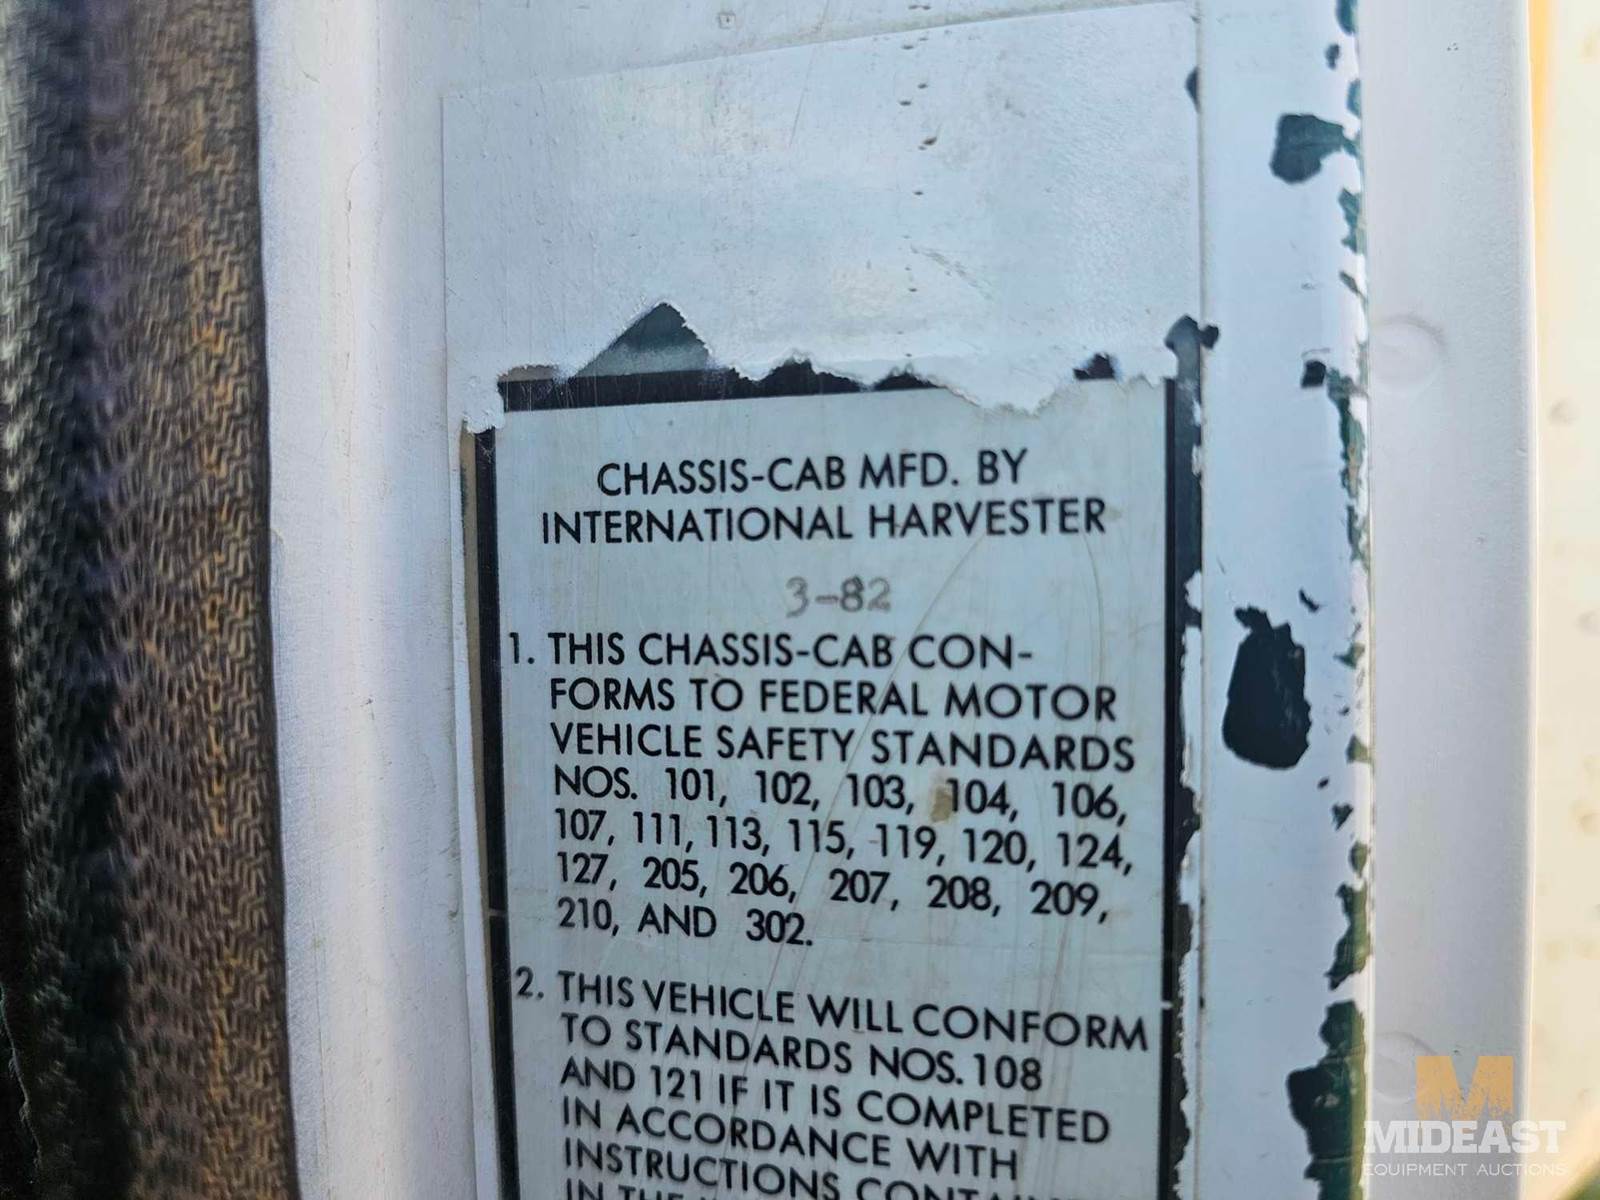 CHASSIS-CAB MFD. BY
INTERNATIONAL HARVESTER
3-82
1. THIS CHASSIS-CAB CON-
FORMS TO FEDERAL MOTOR
VEHICLE SAFETY STANDARDS
NOS. 101, 102, 103, 104, 106,
107, 111, 113, 115, 119, 120, 124,
127, 205, 206, 207, 208, 209,
210, AND 302.
2. THIS VEHICLE WILL CONFORM
TO STANDARDS NOS. 108
AND 121 IF IT IS COMPLETED
IN ACCORDANCE WITH
INSTRUCTIONS
IN THE
MIDEAST
EQUIPMENT AUCTIONS